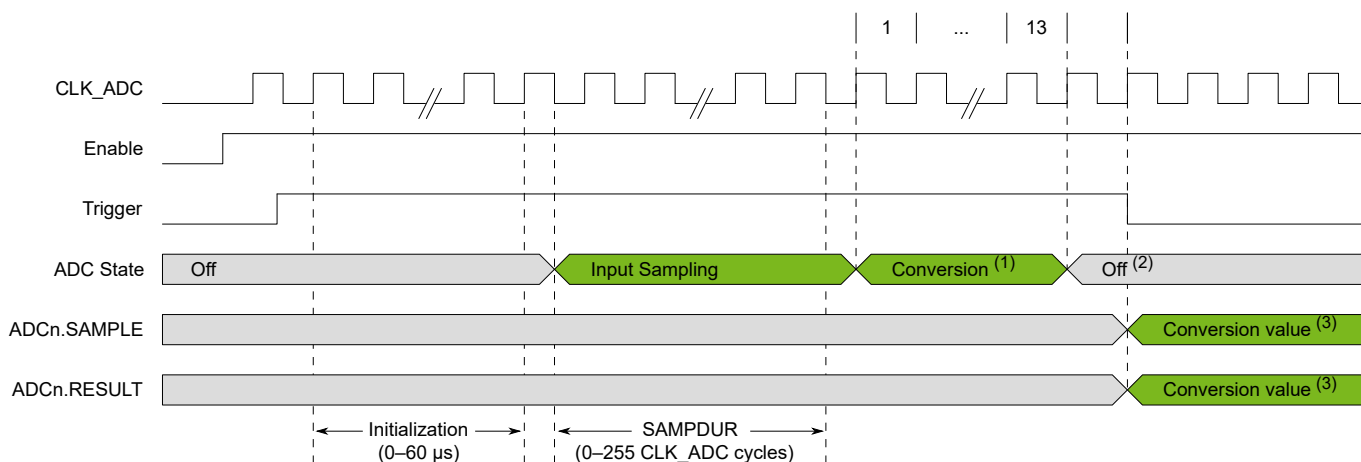 1 ... 13
CLK_ADC
Enable
Trigger
ADC State Off Input Sampling Conversion (1) Off (2)
ADCn.SAMPLE Conversion value (3)
ADCn.RESULT Conversion value (3)
Initialization SAMPDUR
(0–60 µs) (0–255 CLK_ADC cycles)